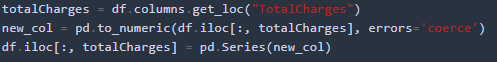 totalCharges = df.columns.get_loc("TotalCharges")
new_col = pd.to_numeric(df.iloc[:, totalCharges], errors='coerce')
df.iloc[:, totalCharges] = pd.Series(new_col)